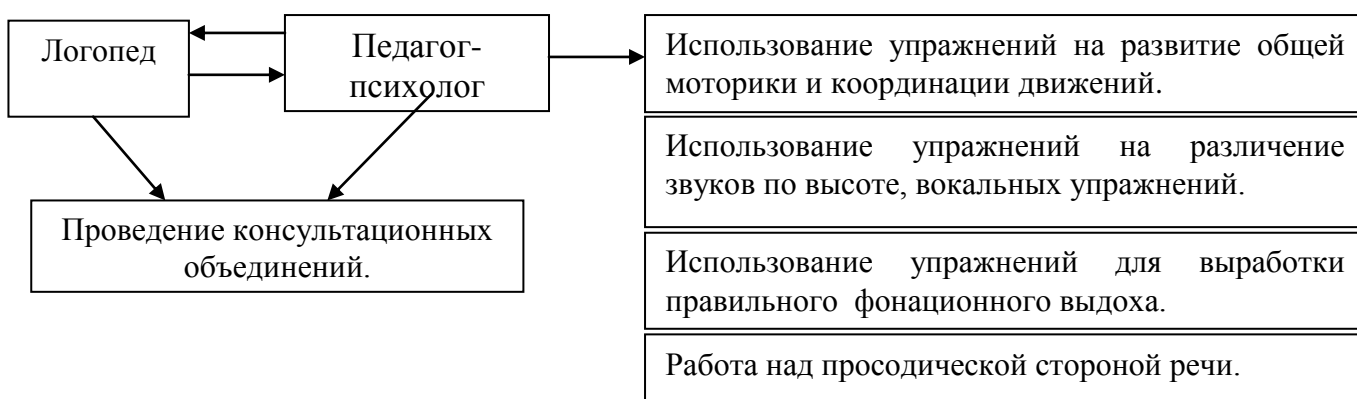 Логопед
Педагог-
психолог
Проведение консультационных
объединений.
Использование упражнений на развитие общей
моторики и координации движений.
Использование упражнений на различение
звуков по высоте, вокальных упражнений.
Использование упражнений для выработки
правильного фонационного выдоха.
Работа над просодической стороной речи.